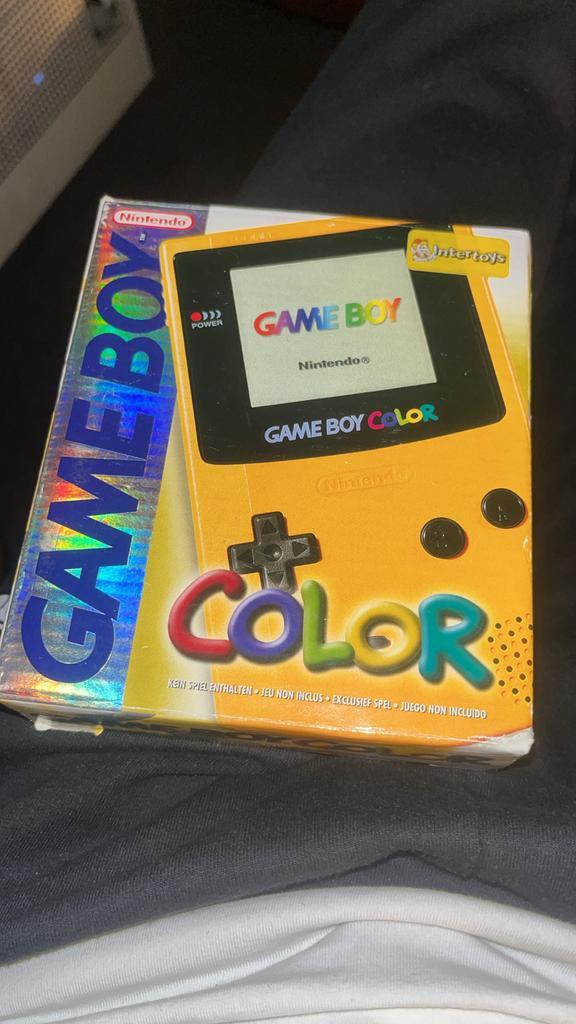 Nintendo
GAME BOY
Intertoys
POWER
GAME BOY
Nintendo®
GAME BOY COLOR
Nintendo
A
B
COLOR
KEIN SPIEL ENTHALTEN • JEU NON INCLUS • EXCLUSIEF SPEL • JUEGO NON INCLUIDO